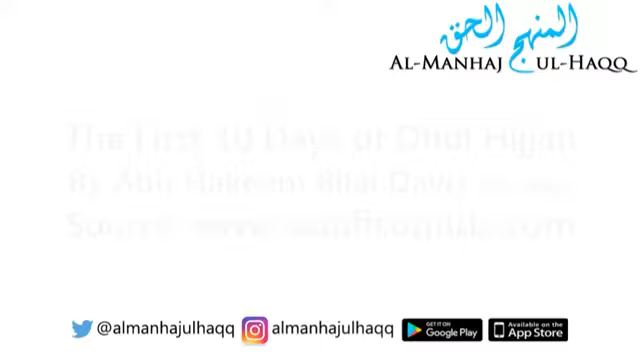 المنهج الحق
AL-MANHAJ UL-HAQQ
The First 10 Days of Dhul Hijjah
By Abu Hakeem Bilal Davis
@almanhajulhaqq almanhajulhaqq GET IT ON Google Play Available on the App Store